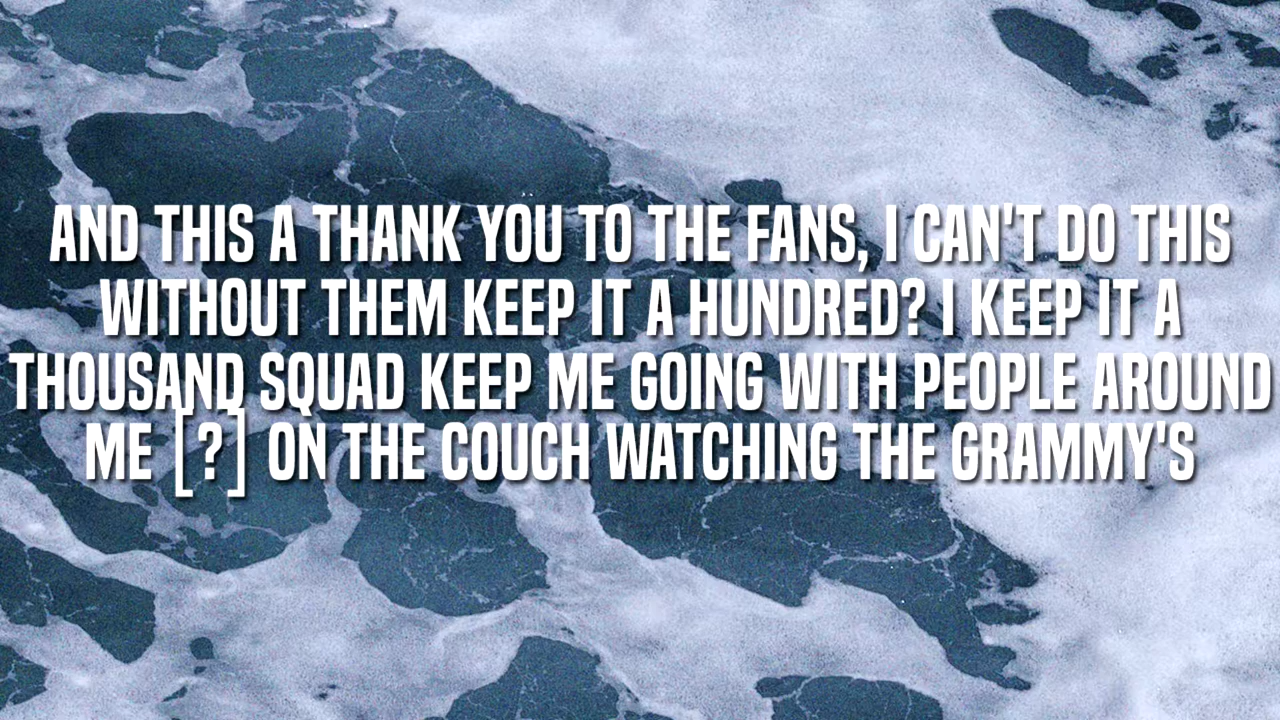 AND THIS A THANK YOU TO THE FANS, I CAN'T DO THIS
WITHOUT THEM KEEP IT A HUNDRED? I KEEP IT A
THOUSAND SQUAD KEEP ME GOING WITH PEOPLE AROUND
ME [?] ON THE COUCH WATCHING THE GRAMMY'S